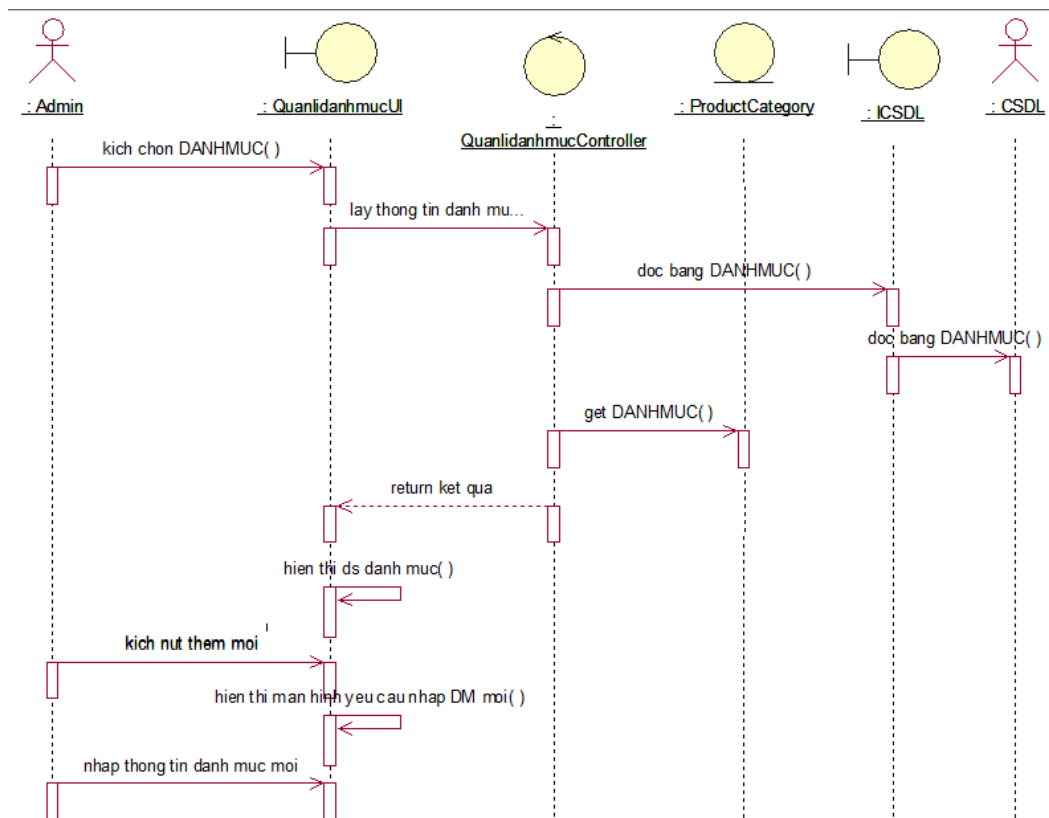 : Admin
: QuanlidanhmucUI
:
QuanlidanhmucController
: ProductCategory
: ICSDL
: CSDL
kich chon DANHMUC( )
lay thong tin danh mu...
doc bang DANHMUC( )
doc bang DANHMUC( )
get DANHMUC( )
return ket qua
hien thi ds danh muc( )
kich nut them moi
hien thi man hinh yeu cau nhap DM moi( )
nhap thong tin danh muc moi